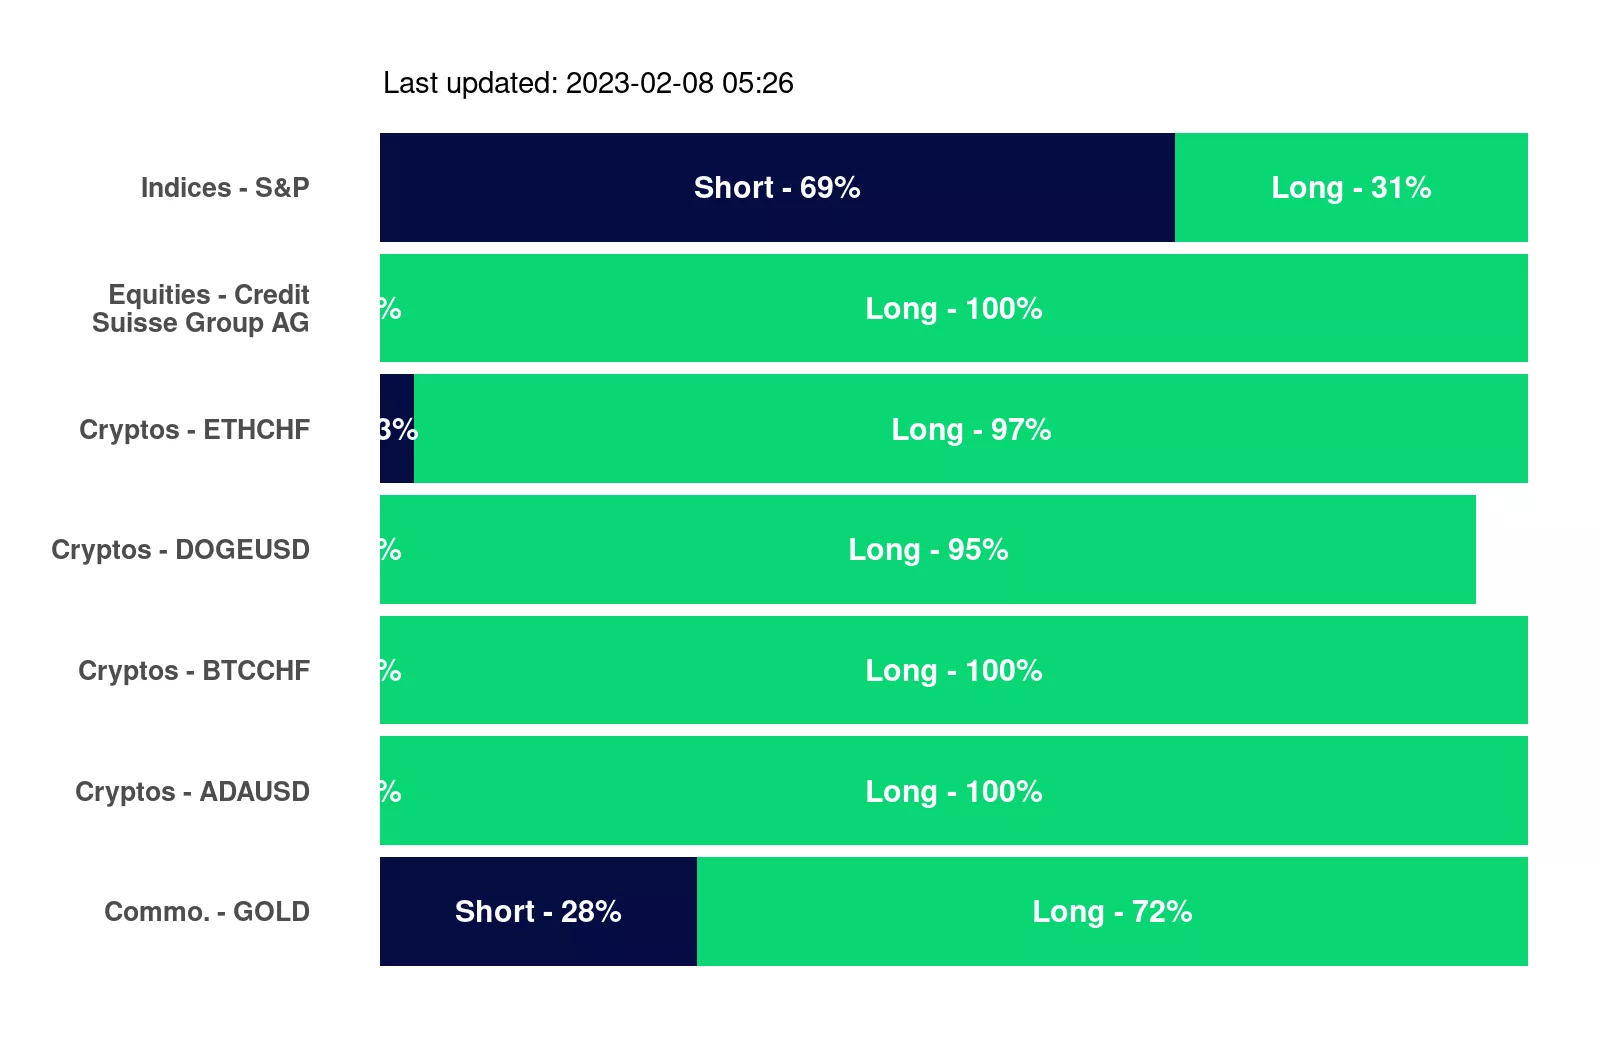 Last updated: 2023-02-08 05:26
Indices - S&P
Short - 69%
Long - 31%
Equities - Credit
Suisse Group AG
%
Long - 100%
Cryptos - ETHCHF
3%
Long - 97%
Cryptos - DOGEUSD
%
Long - 95%
Cryptos - BTCCHF
%
Long - 100%
Cryptos - ADAUSD
%
Long - 100%
Commo. - GOLD
Short - 28%
Long - 72%